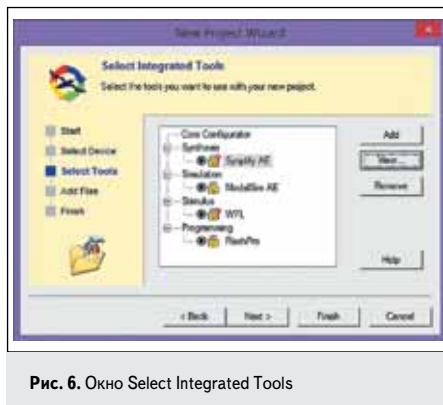 New Project Wizard
Select Integrated Tools
Select the tools you want to use with your new project.
Start
Select Device
Select Tools
Add Files
Finish
Core Configurator
Synthesis
Synplify AE
Simulation
ModelSim AE
Stimulus
WFL
Programming
FlashPro
Add
View...
Remove
Help
< Back
Next >
Finish
Cancel
Рис. 6. Окно Select Integrated Tools